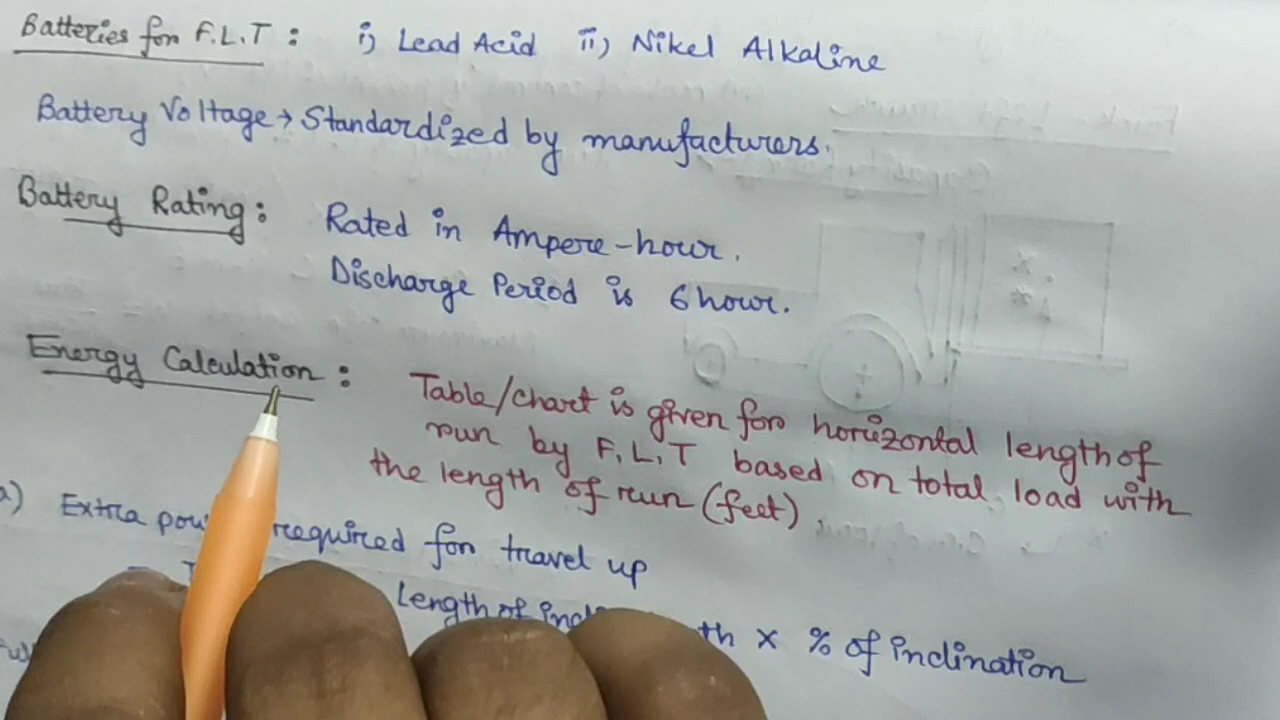 Batteries for F.L.T : i) Lead Acid ii) Nikel Alkaline
Battery Voltage → Standardized by manufacturers.
Battery Rating : Rated in Ampere-hour.
Discharge Period is 6 hour.
Energy Calculation : Table/chart is given for horizontal length of
run by F.L.T based on total load with
the length of run (feet)
a) Extra required for travel up
Length of × % of inclination